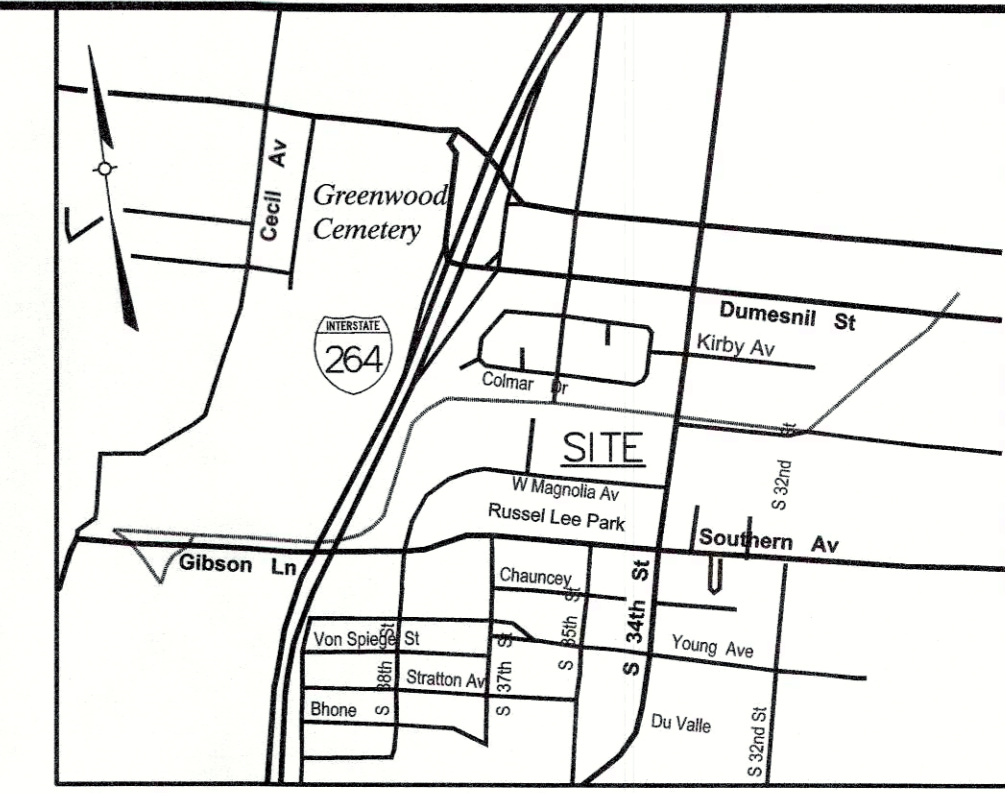 Cecil Av
Greenwood
Cemetery
INTERSTATE
264
Dumesnil St
Kirby Av
Colmar Dr
SITE
St
S 32nd
W Magnolia Av
Russel Lee Park
Southern Av
Gibson Ln
Chauncey
S 35th St
S 34th St
Von Spiegel St
S 38th St
S 37th St
Young Ave
Stratton Av
Bhone
Du Valle
S 32nd St